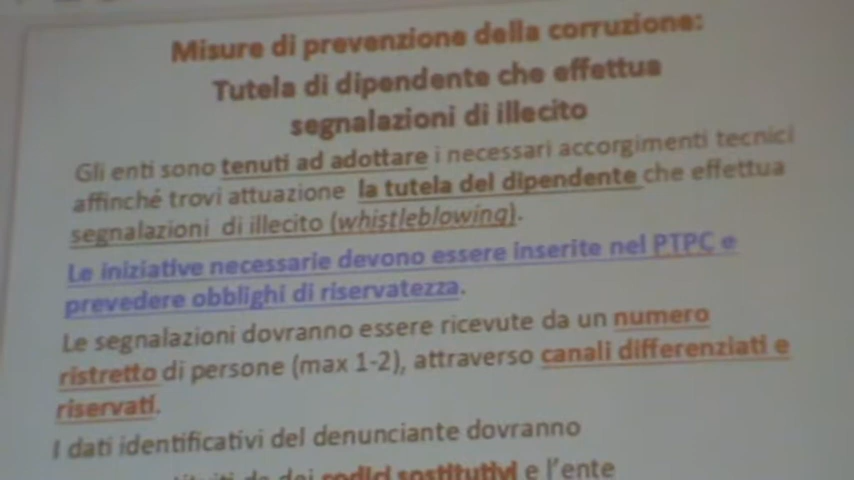 Misure di prevenzione della corruzione:
Tutela di dipendente che effettua
segnalazioni di illecito
Gli enti sono tenuti ad adottare i necessari accorgimenti tecnici
affinché trovi attuazione la tutela del dipendente che effettua
segnalazioni di illecito (whistleblowing).
Le iniziative necessarie devono essere inserite nel PTPC e
prevedere obblighi di riservatezza.
Le segnalazioni dovranno essere ricevute da un numero
ristretto di persone (max 1-2), attraverso canali differenziati e
riservati.
I dati identificativi del denunciante dovranno
da dei codici sostitutivi e l'ente